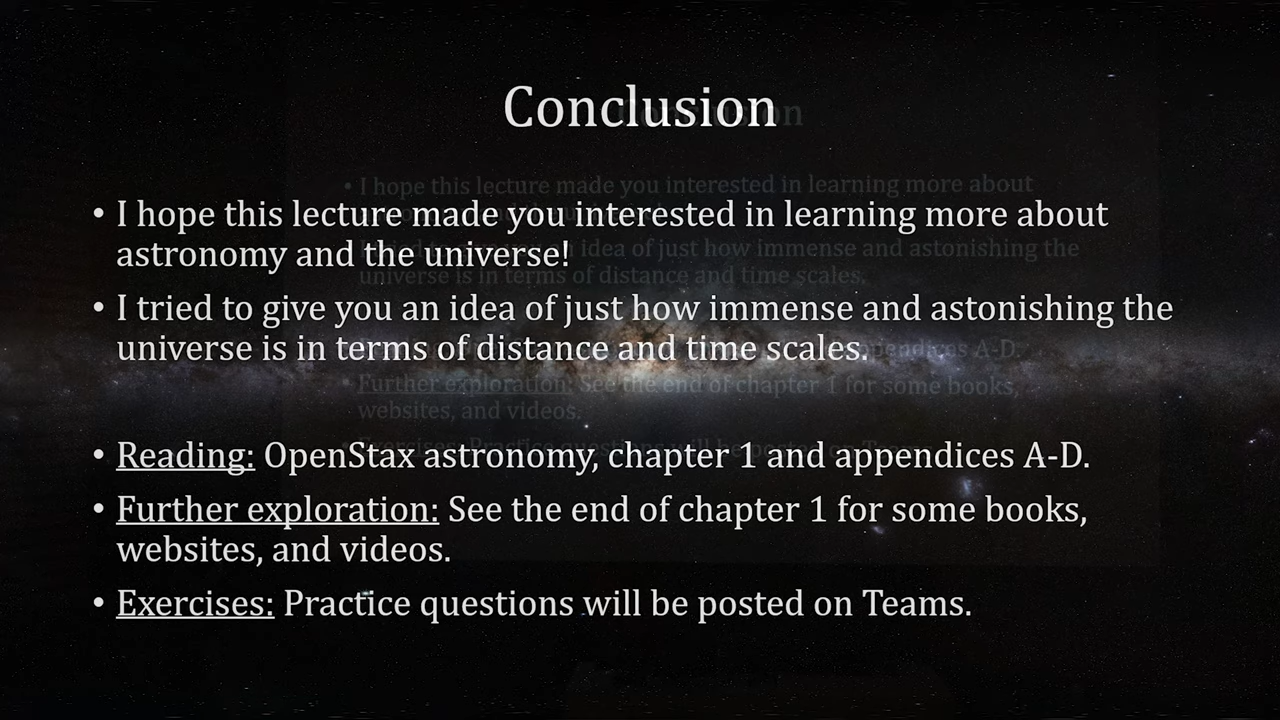 Conclusion
• I hope this lecture made you interested in learning more about
astronomy and the universe!
• I tried to give you an idea of just how immense and astonishing the
universe is in terms of distance and time scales.
• Reading: OpenStax astronomy, chapter 1 and appendices A-D.
• Further exploration: See the end of chapter 1 for some books,
websites, and videos.
• Exercises: Practice questions will be posted on Teams.